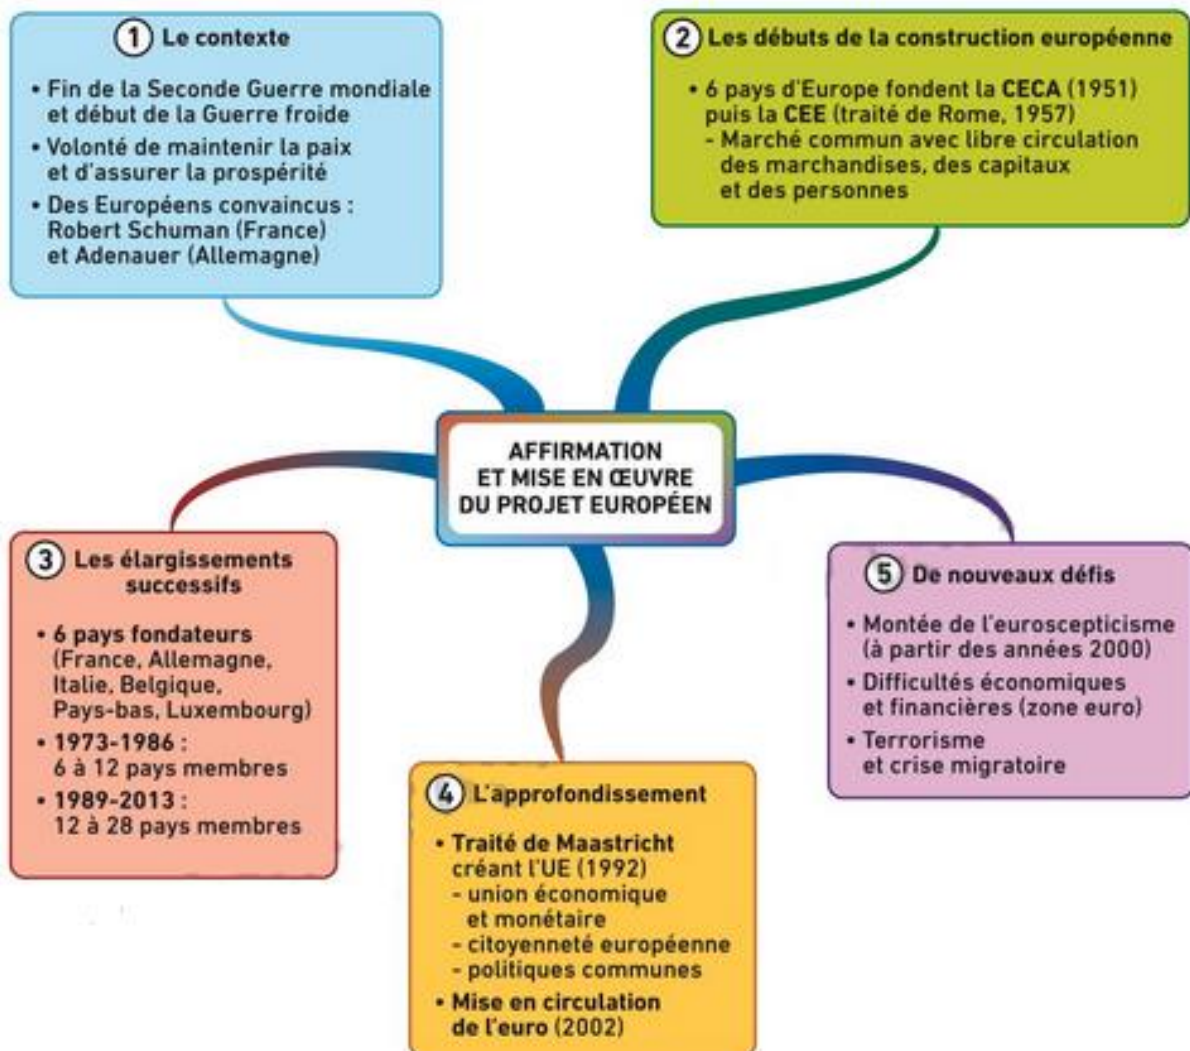 1 Le contexte
• Fin de la Seconde Guerre mondiale
et début de la Guerre froide
• Volonté de maintenir la paix
et d'assurer la prospérité
• Des Européens convaincus :
Robert Schuman (France)
et Adenauer (Allemagne)
2 Les débuts de la construction européenne
• 6 pays d'Europe fondent la CECA (1951)
puis la CEE (traité de Rome, 1957)
- Marché commun avec libre circulation
des marchandises, des capitaux
et des personnes
AFFIRMATION
ET MISE EN ŒUVRE
DU PROJET EUROPÉEN
3 Les élargissements
successifs
• 6 pays fondateurs
(France, Allemagne,
Italie, Belgique,
Pays-bas, Luxembourg)
• 1973-1986 :
6 à 12 pays membres
• 1989-2013 :
12 à 28 pays membres
4 L'approfondissement
• Traité de Maastricht
créant l'UE (1992)
- union économique
et monétaire
- citoyenneté européenne
- politiques communes
• Mise en circulation
de l'euro (2002)
5 De nouveaux défis
• Montée de l'euroscepticisme
(à partir des années 2000)
• Difficultés économiques
et financières (zone euro)
• Terrorisme
et crise migratoire